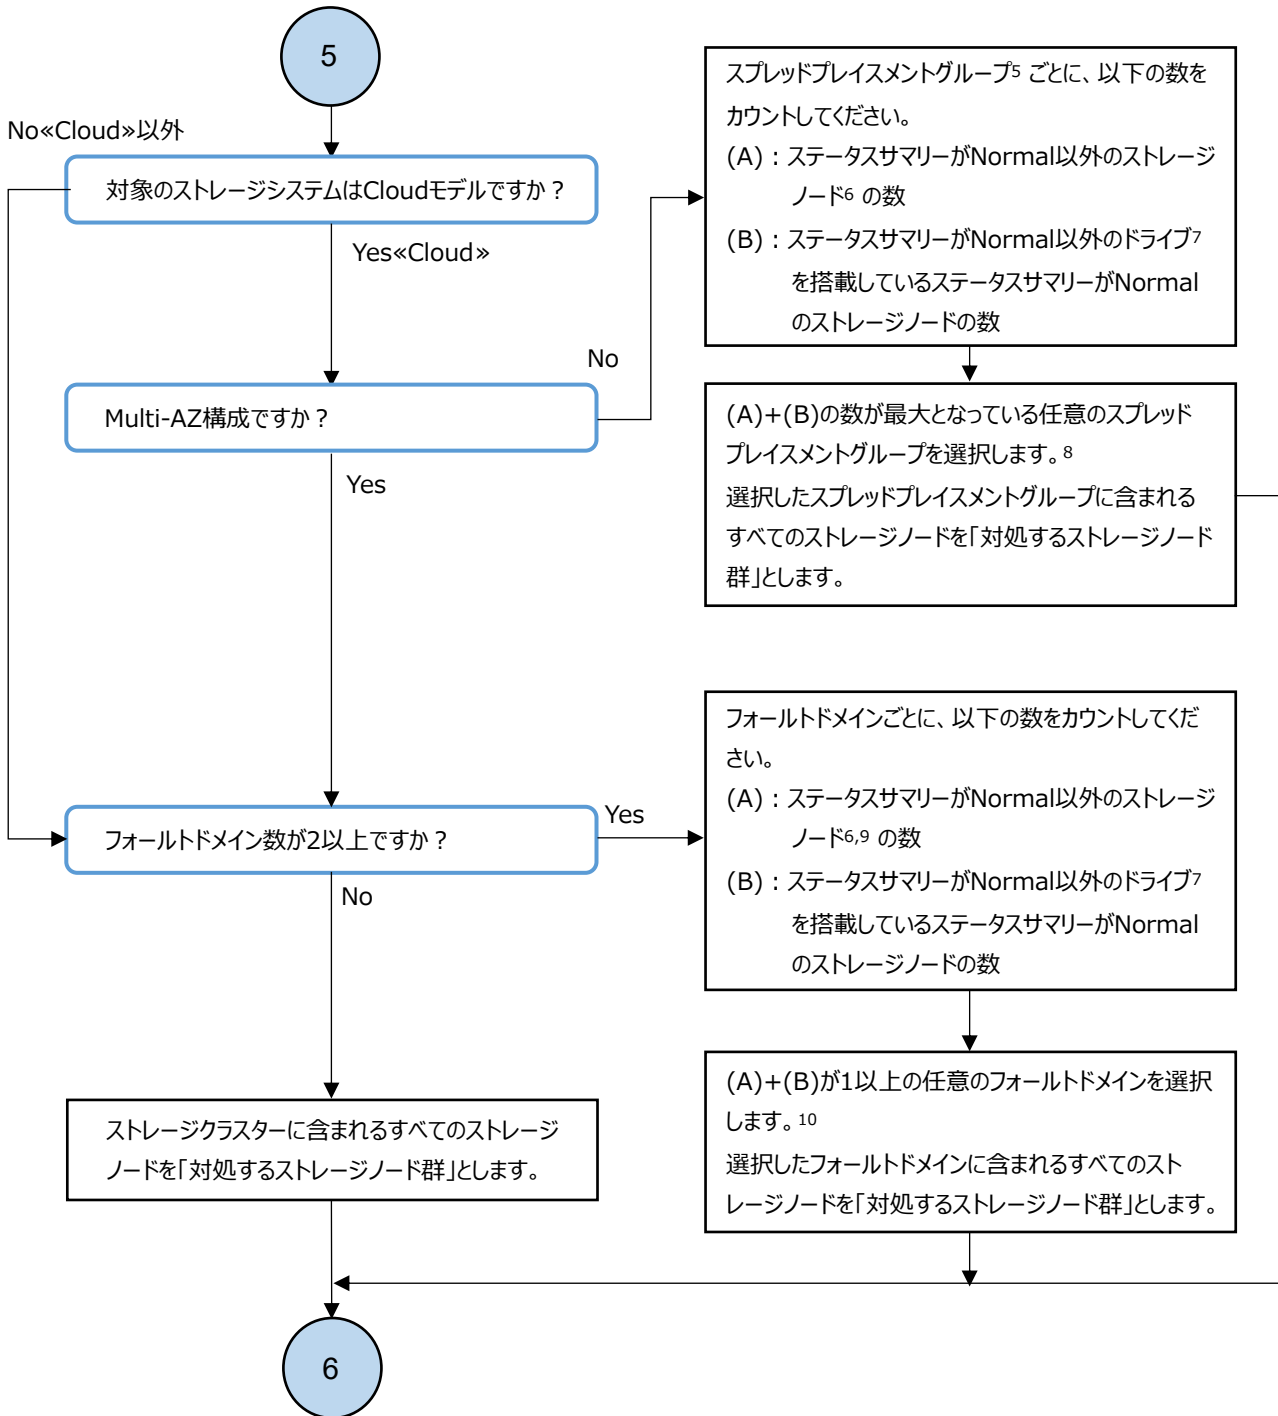 5
No«Cloud»以外
対象のストレージシステムはCloudモデルですか？
Yes«Cloud»
Multi-AZ構成ですか？
No
Yes
スプレッドプレイスメントグループ5 ごとに、以下の数を
カウントしてください。
(A)：ステータスサマリーがNormal以外のストレージ
ノード6 の数
(B)：ステータスサマリーがNormal以外のドライブ7
を搭載しているステータスサマリーがNormal
のストレージノードの数
(A)+(B)の数が最大となっている任意のスプレッド
プレイスメントグループを選択します。8
選択したスプレッドプレイスメントグループに含まれる
すべてのストレージノードを「対処するストレージノード
群」とします。
フォールトドメイン数が2以上ですか？
Yes
No
フォールトドメインごとに、以下の数をカウントしてくだ
さい。
(A)：ステータスサマリーがNormal以外のストレージ
ノード6,9 の数
(B)：ステータスサマリーがNormal以外のドライブ7
を搭載しているステータスサマリーがNormal
のストレージノードの数
(A)+(B)が1以上の任意のフォールトドメインを選択
します。10
選択したフォールトドメインに含まれるすべてのスト
レージノードを「対処するストレージノード群」とします。
ストレージクラスターに含まれるすべてのストレージ
ノードを「対処するストレージノード群」とします。
6